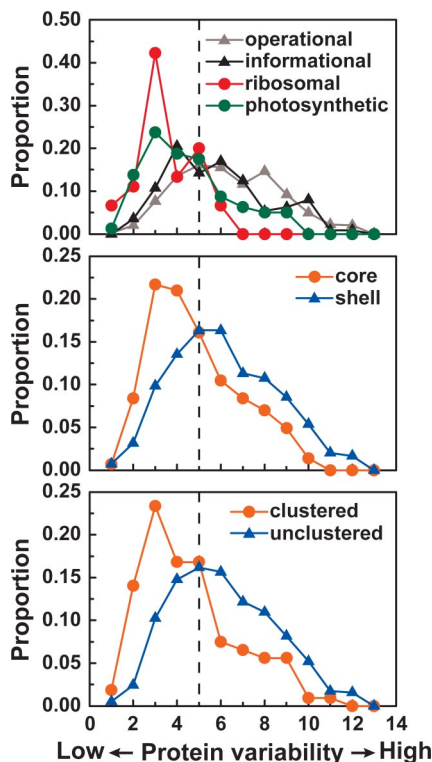 0.50
0.40
0.30
0.20
0.10
0.00
Proportion
operational
informational
ribosomal
photosynthetic
0.25
0.20
0.15
0.10
0.05
0.00
Proportion
core
shell
0.25
0.20
0.15
0.10
0.05
0.00
Proportion
clustered
unclustered
0 2 4 6 8 10 12 14
Low ← Protein variability → High